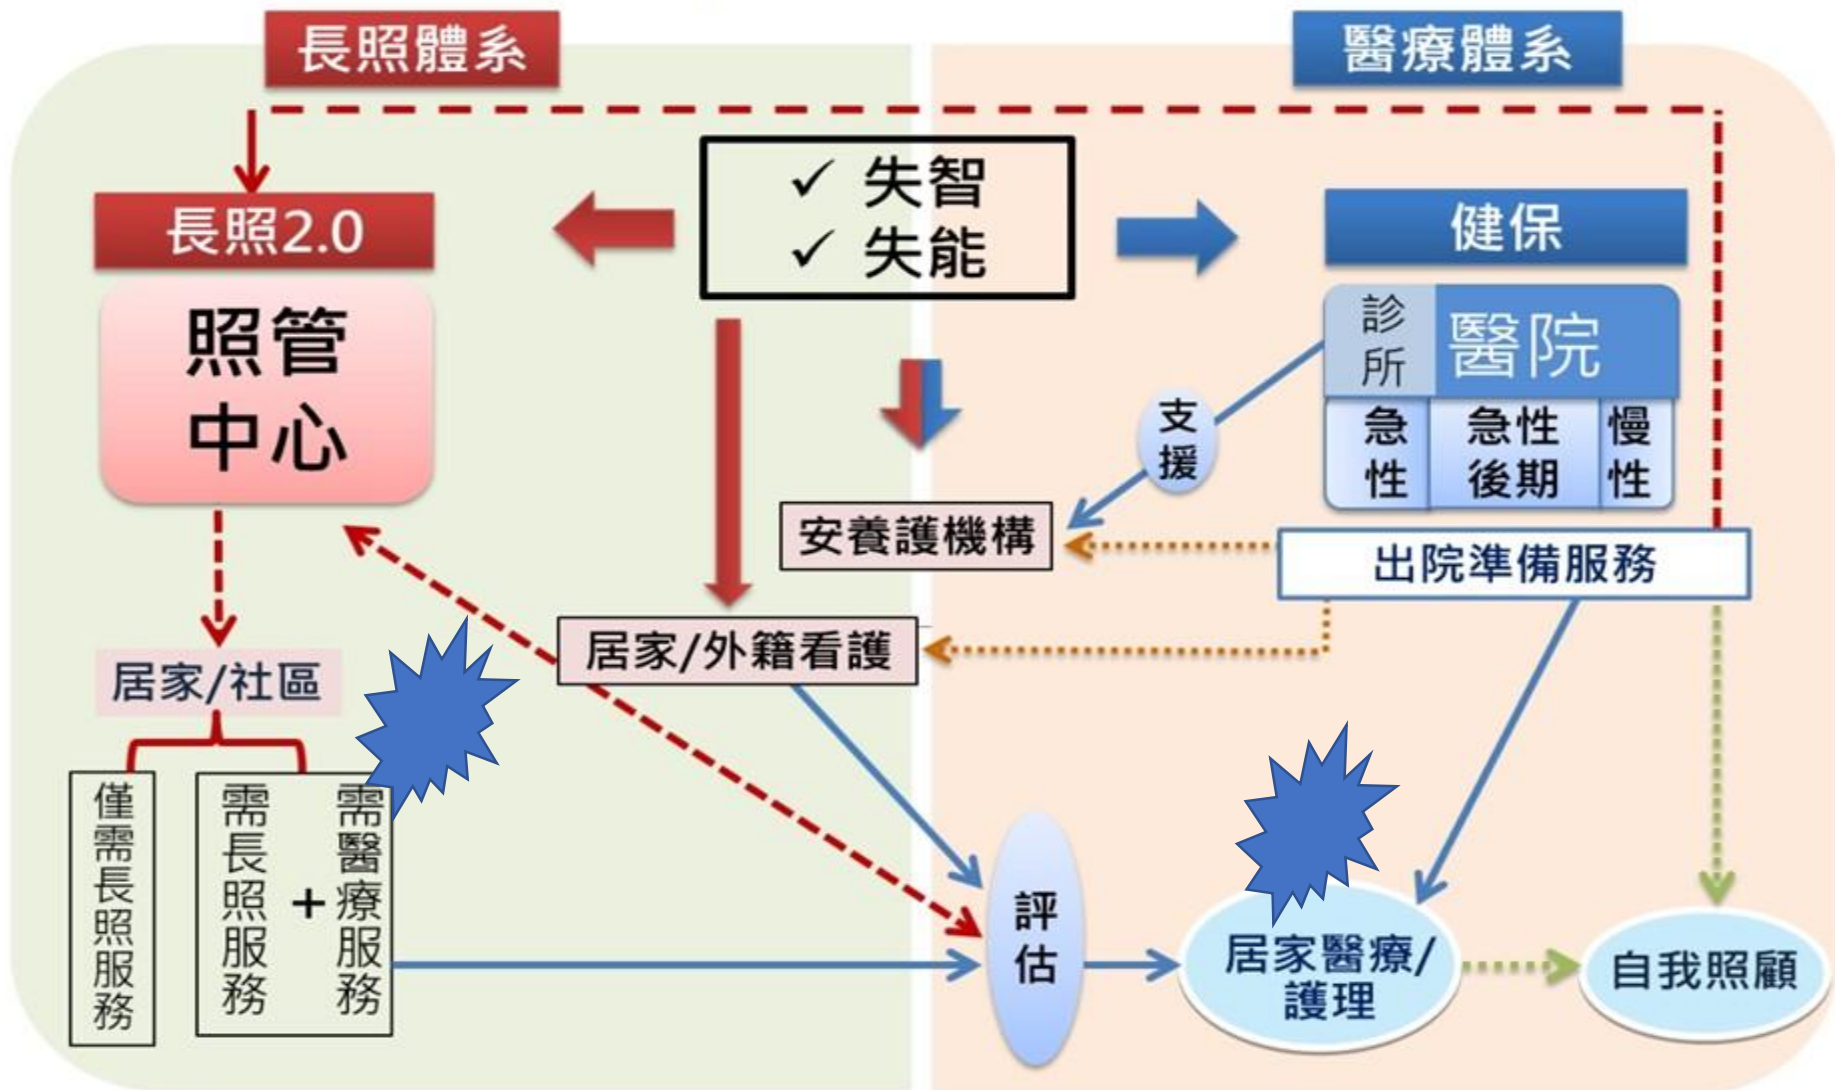 長照體系
醫療體系
✓ 失智
✓ 失能
長照2.0
照管
中心
健保
診所
醫院
急性
急性後期
慢性
支援
安養護機構
出院準備服務
居家/外籍看護
居家/社區
僅需長照服務
需長照服務
+
需醫療服務
評估
居家醫療/
護理
自我照顧